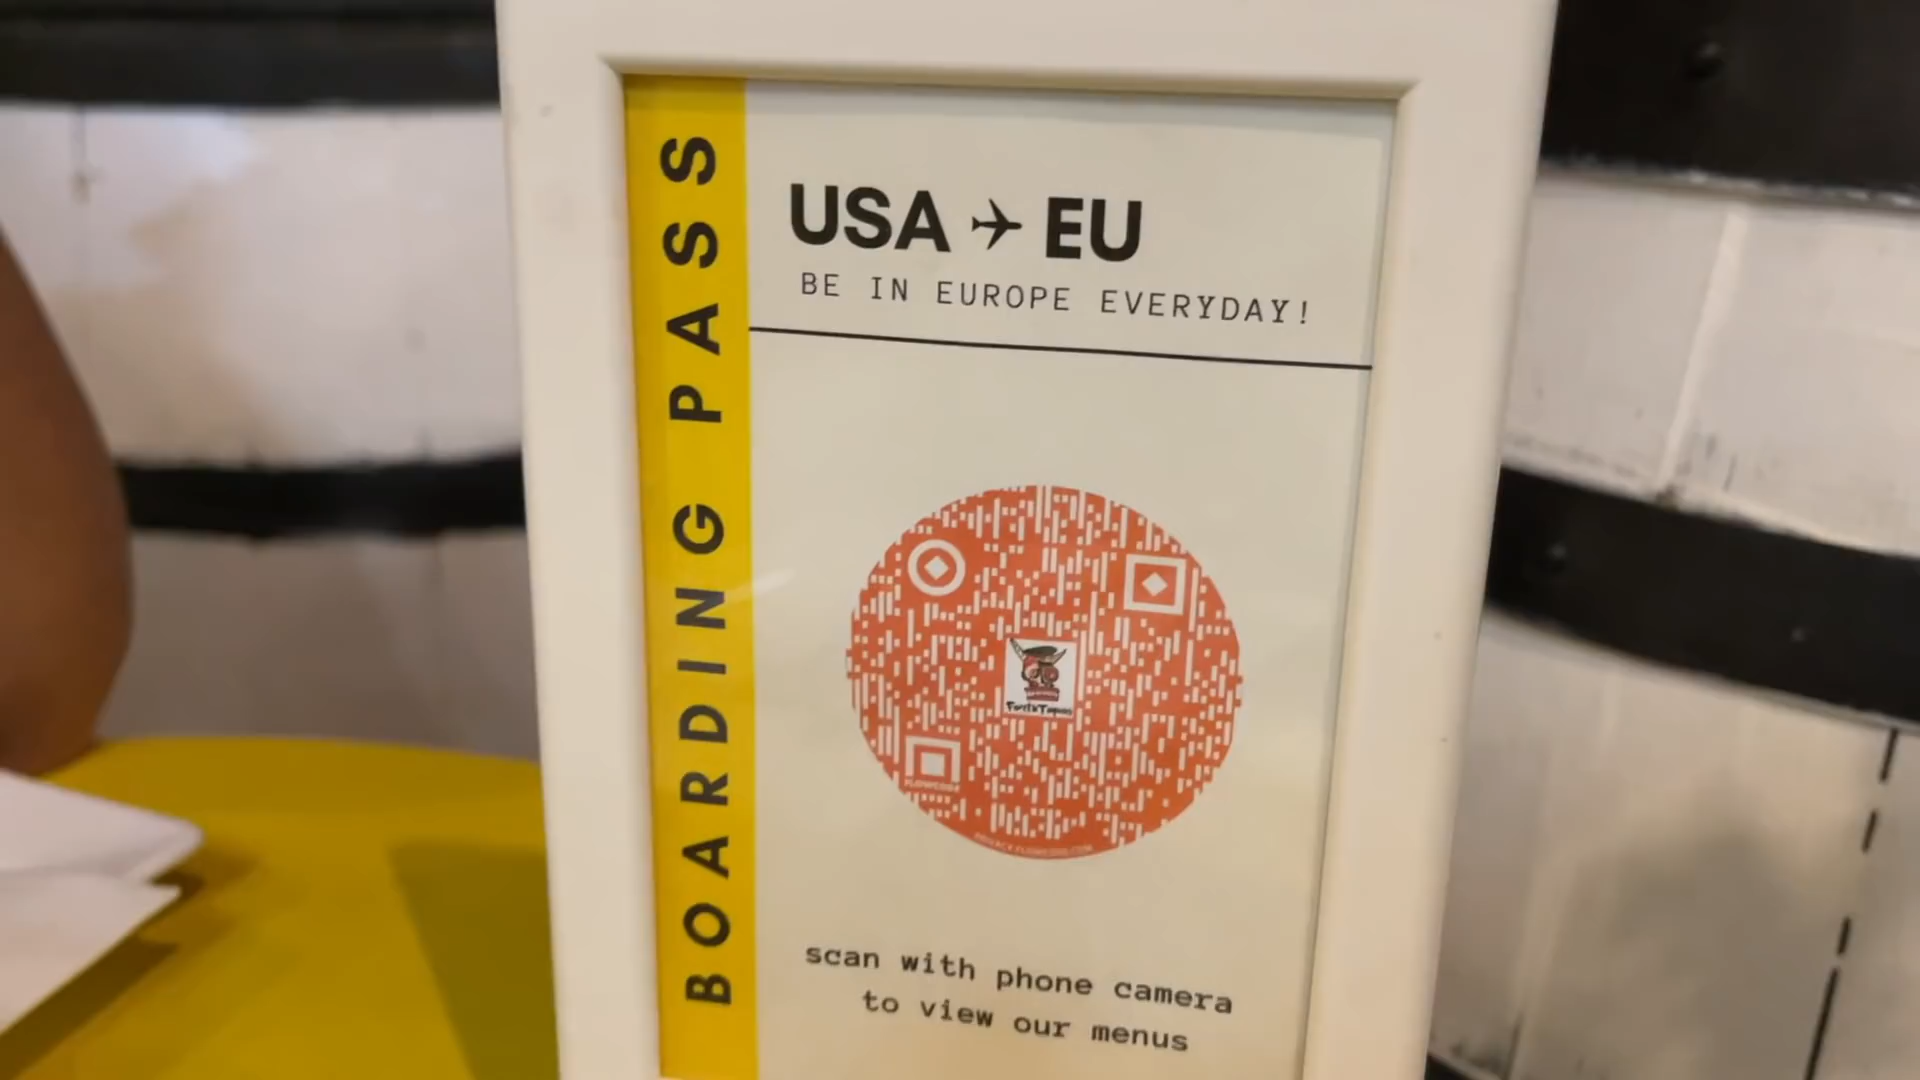 BOARDING PASS
USA EU
BE IN EUROPE EVERYDAY!
scan with phone camera
to view our menus